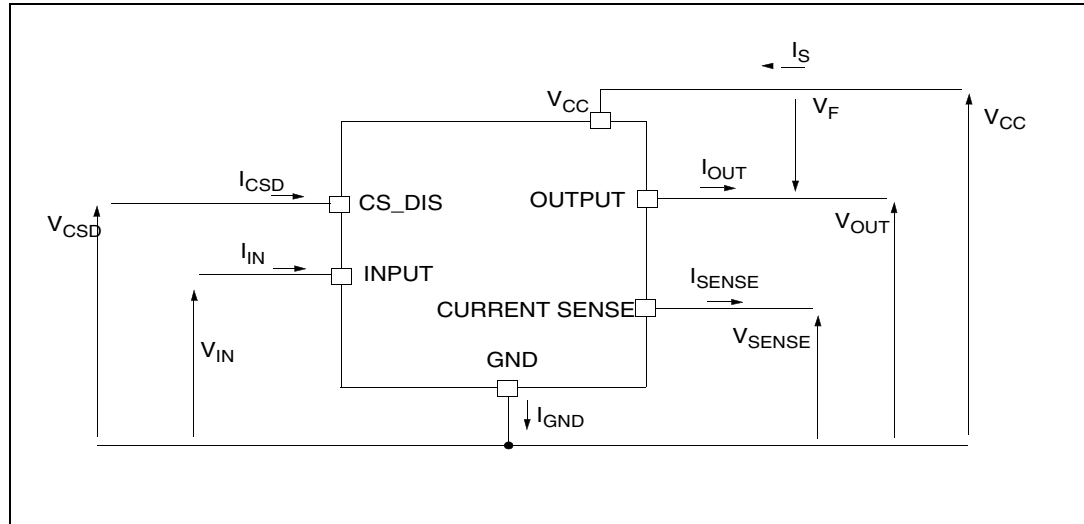 I_S
V_CC
V_F
V_CC
I_CSD
I_OUT
CS_DIS
OUTPUT
V_CSD
V_OUT
I_IN
INPUT
I_SENSE
CURRENT SENSE
V_IN
V_SENSE
GND
I_GND